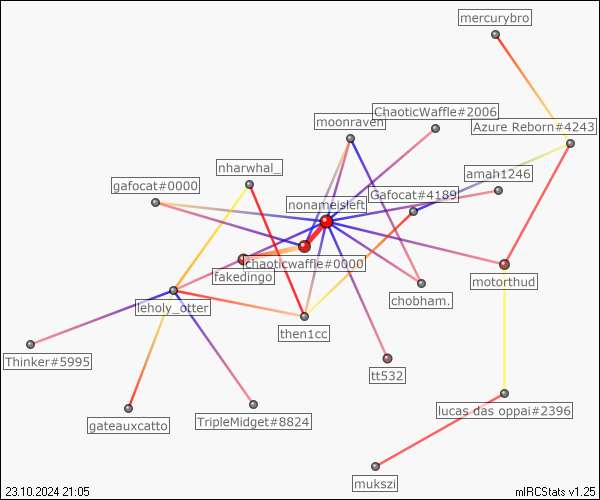 mercurybro
ChaoticWaffle#2006
moonraven
Azure Reborn#4243
nharwhal_
amah1246
gafocat#0000
Gafocat#4189
nonameisleft
chaoticwaffle#0000
fakedingo
motorthud
leholy_otter
chobham.
then1cc
Thinker#5995
tt532
lucas das oppai#2396
TripleMidget#8824
gateauxcatto
mukszi
23.10.2024 21:05
mIRCStats v1.25